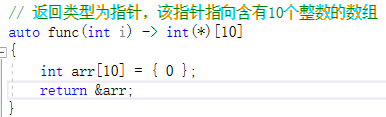 // 返回类型为指针，该指针指向含有10个整数的数组
auto func(int i) -> int(*)[10]
{
    int arr[10] = { 0 };
    return &arr;
}